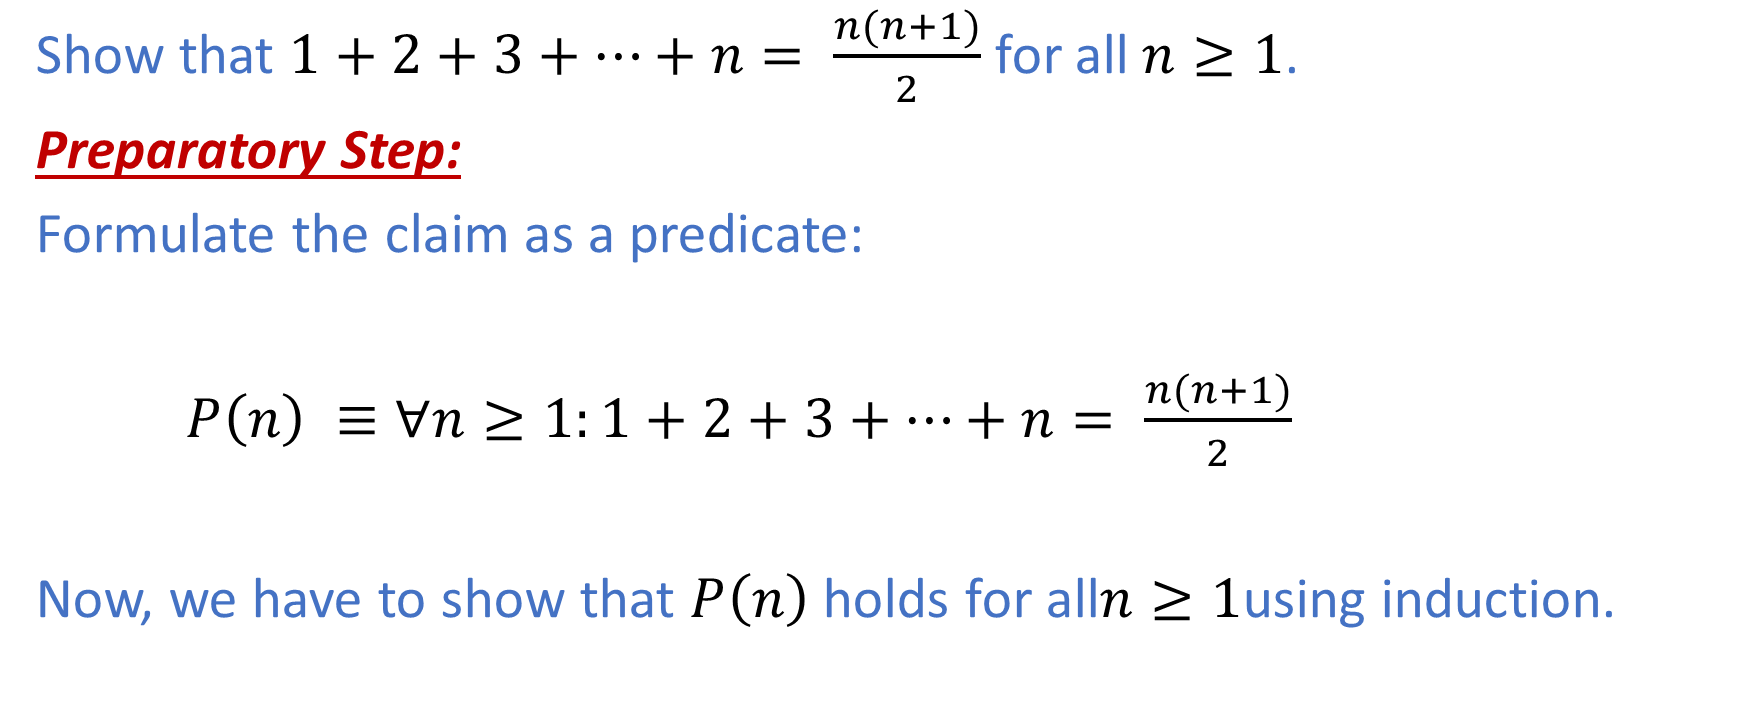 Show that 1 + 2 + 3 + ⋯ + n = n(n+1)/2 for all n ≥ 1.
Preparatory Step:
Formulate the claim as a predicate:
P(n) ≡ ∀n ≥ 1: 1 + 2 + 3 + ⋯ + n = n(n+1)/2
Now, we have to show that P(n) holds for alln ≥ 1using induction.